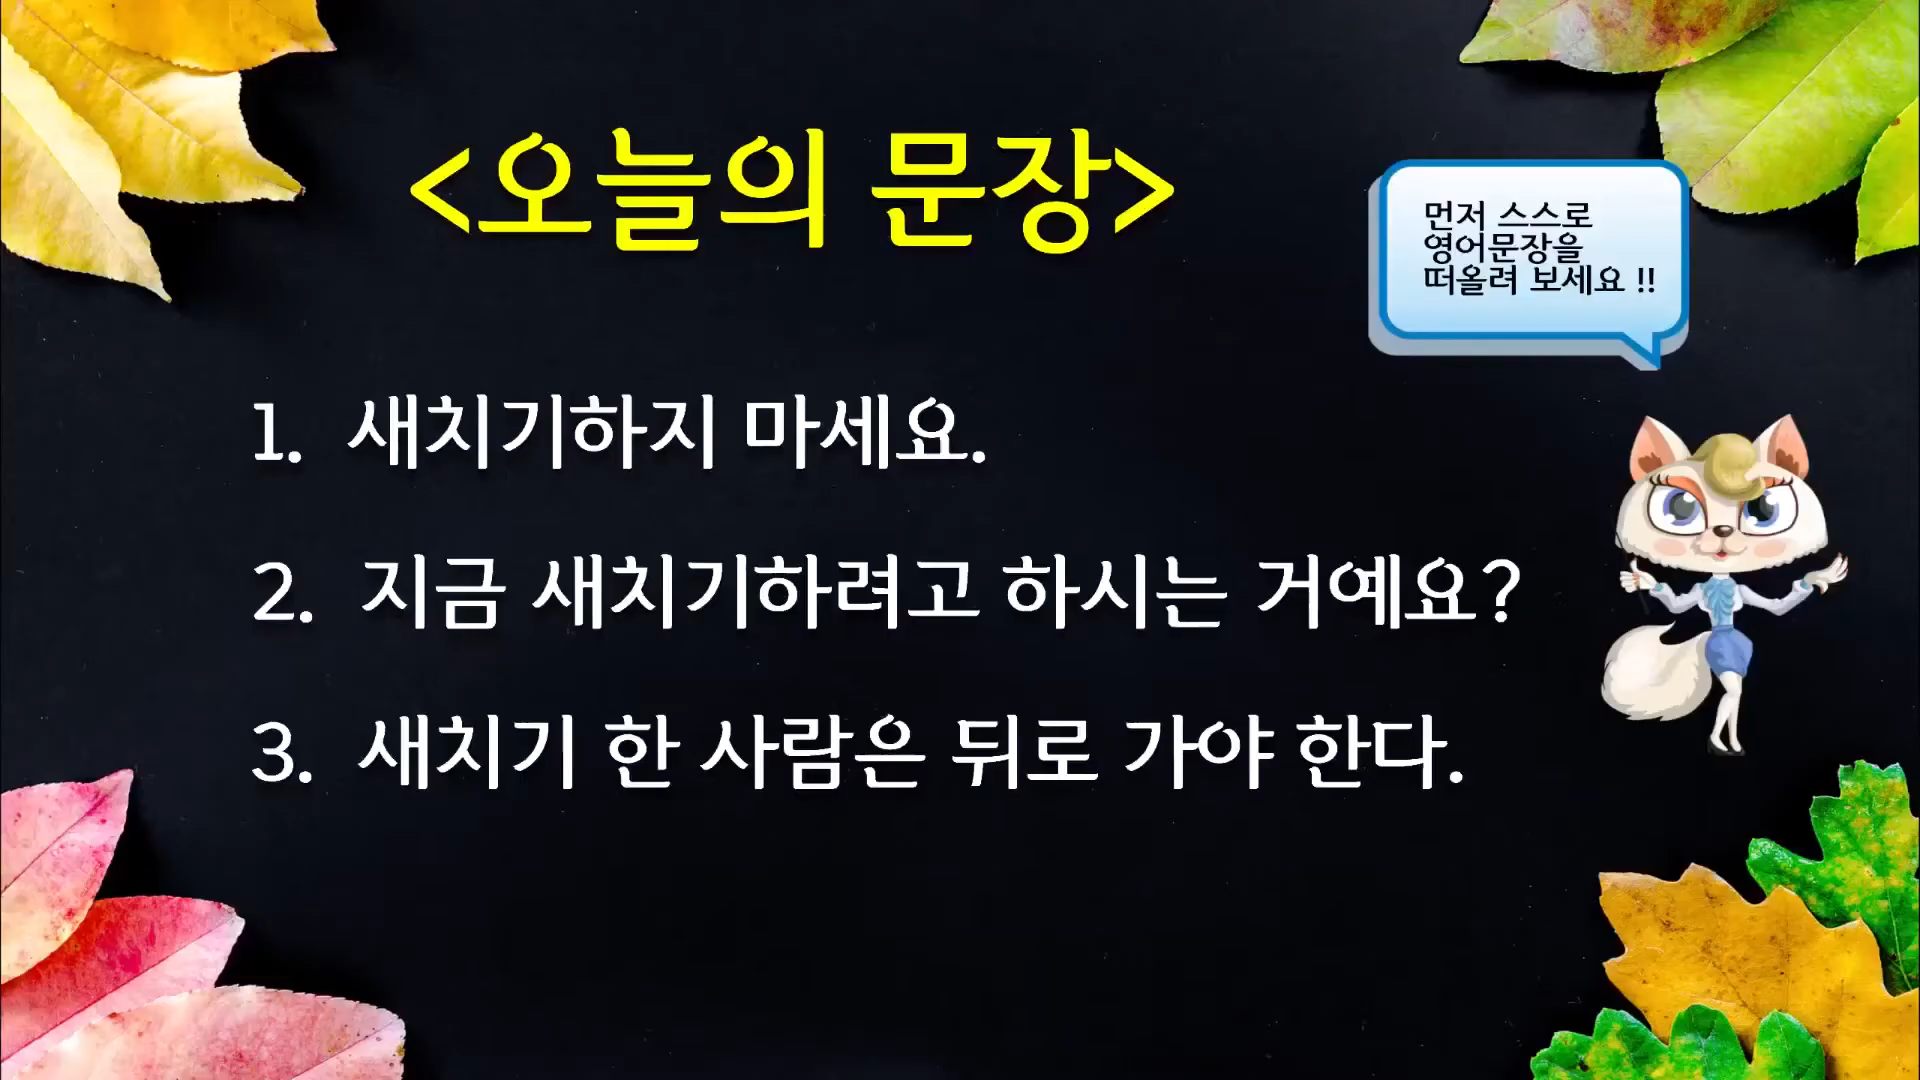 <오늘의 문장>
먼저 스스로
영어문장을
떠올려 보세요 !!
1. 새치기하지 마세요.
2. 지금 새치기하려고 하시는 거예요?
3. 새치기 한 사람은 뒤로 가야 한다.